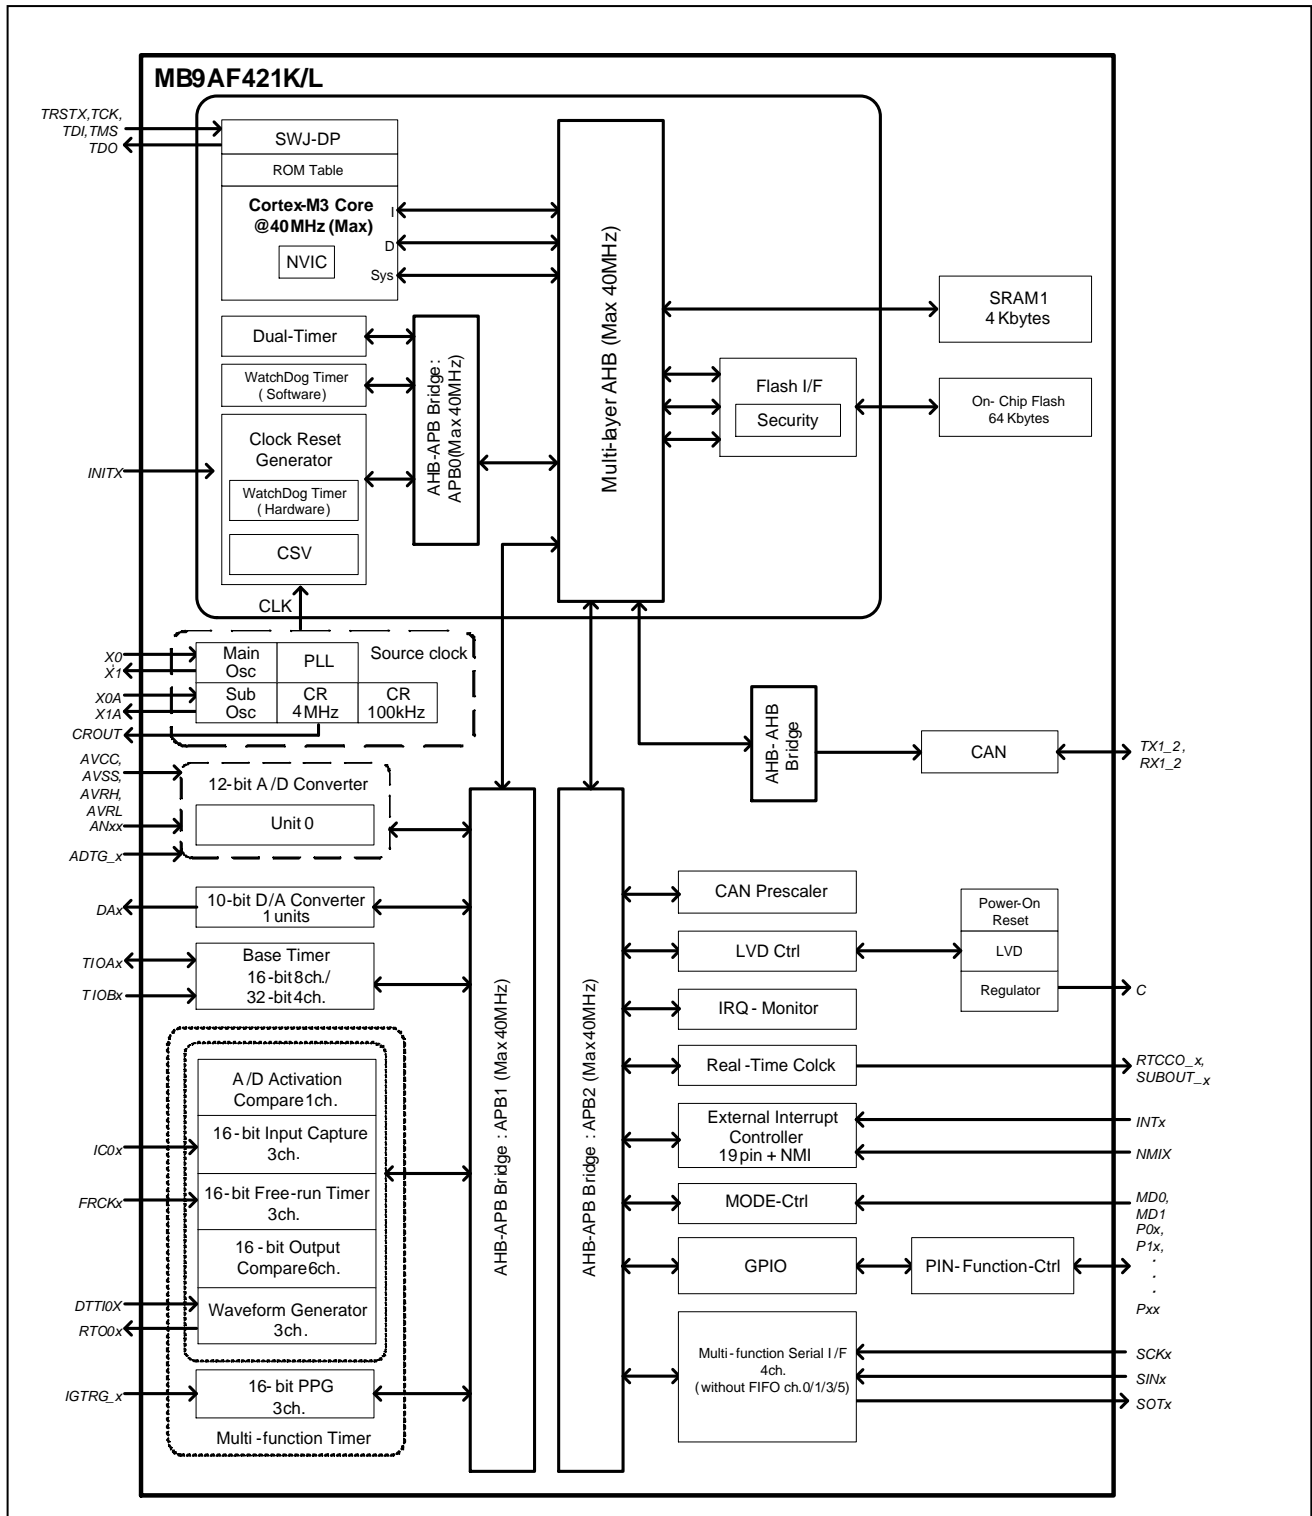 MB9AF421K/L
TRSTX,TCK,
TDI,TMS
TDO
SWJ-DP
ROM Table
Cortex-M3 Core
@40MHz (Max)
NVIC
I
D
Sys
Dual-Timer
WatchDog Timer
(Software)
Clock Reset
Generator
WatchDog Timer
(Hardware)
CSV
INITX
CLK
AHB-APB Bridge:
APB0(Max 40MHz)
Multi-layer AHB (Max 40MHz)
Flash I/F
Security
SRAM1
4 Kbytes
On-Chip Flash
64 Kbytes
X0
X1
X0A
X1A
CROUT
Main
Osc
PLL
Source clock
Sub
Osc
CR
4MHz
CR
100kHz
AHB-AHB
Bridge
CAN
TX1_2,
RX1_2
AVCC,
AVSS,
AVRH,
AVRL
ANxx
ADTG_x
12-bit A/D Converter
Unit 0
DAx
10-bit D/A Converter
1 units
TIOAx
TIOBx
Base Timer
16-bit 8ch./
32-bit 4ch.
A/D Activation
Compare 1ch.
IC0x
16-bit Input Capture
3ch.
FRCKx
16-bit Free-run Timer
3ch.
16-bit Output
Compare 6ch.
DTTI0X
RTO0x
Waveform Generator
3ch.
IGTRG_x
16-bit PPG
3ch.
Multi-function Timer
AHB-APB Bridge : APB1 (Max 40MHz)
AHB-APB Bridge : APB2 (Max 40MHz)
CAN Prescaler
LVD Ctrl
Power-On
Reset
LVD
Regulator
C
IRQ-Monitor
Real-Time Colck
RTCCO_x,
SUBOUT_x
External Interrupt
Controller
19 pin + NMI
INTx
NMIX
MODE-Ctrl
MD0,
MD1
GPIO
PIN-Function-Ctrl
P0x,
P1x,
.
.
.
Pxx
Multi-function Serial I/F
4ch.
(without FIFO ch.0/1/3/5)
SCKx
SINx
SOTx